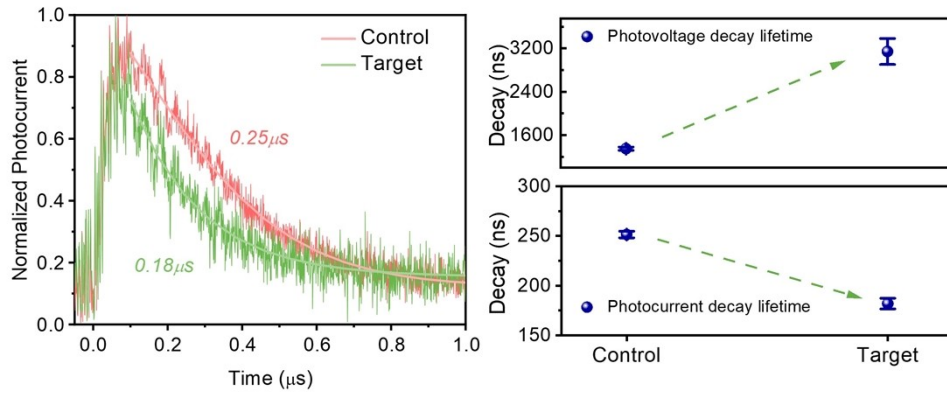 Normalized Photocurrent
1.0
0.8
0.6
0.4
0.2
0.0
Control
Target
0.25μs
0.18μs
0.0
0.2
0.4
0.6
0.8
1.0
Time (μs)
Decay (ns)
3200
2400
1600
Photovoltage decay lifetime
Decay (ns)
300
250
200
150
Photocurrent decay lifetime
Control
Target